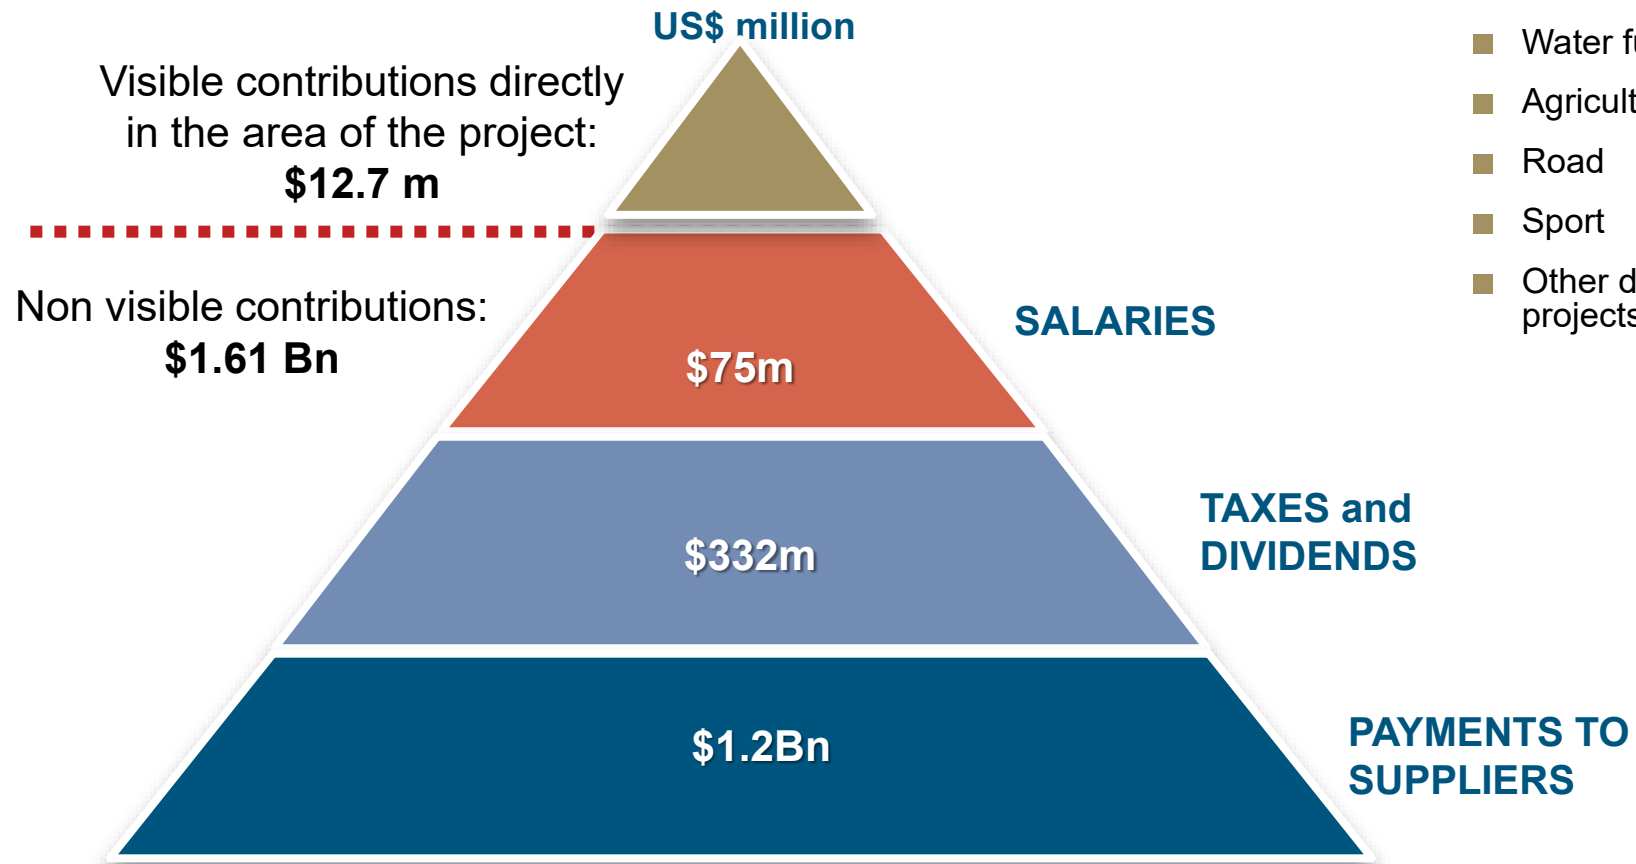 US$ million
Visible contributions directly
in the area of the project:
$12.7 m
Non visible contributions:
$1.61 Bn
$75m
SALARIES
$332m
TAXES and
DIVIDENDS
$1.2Bn
PAYMENTS TO
SUPPLIERS
Water
Road
Sport
Other